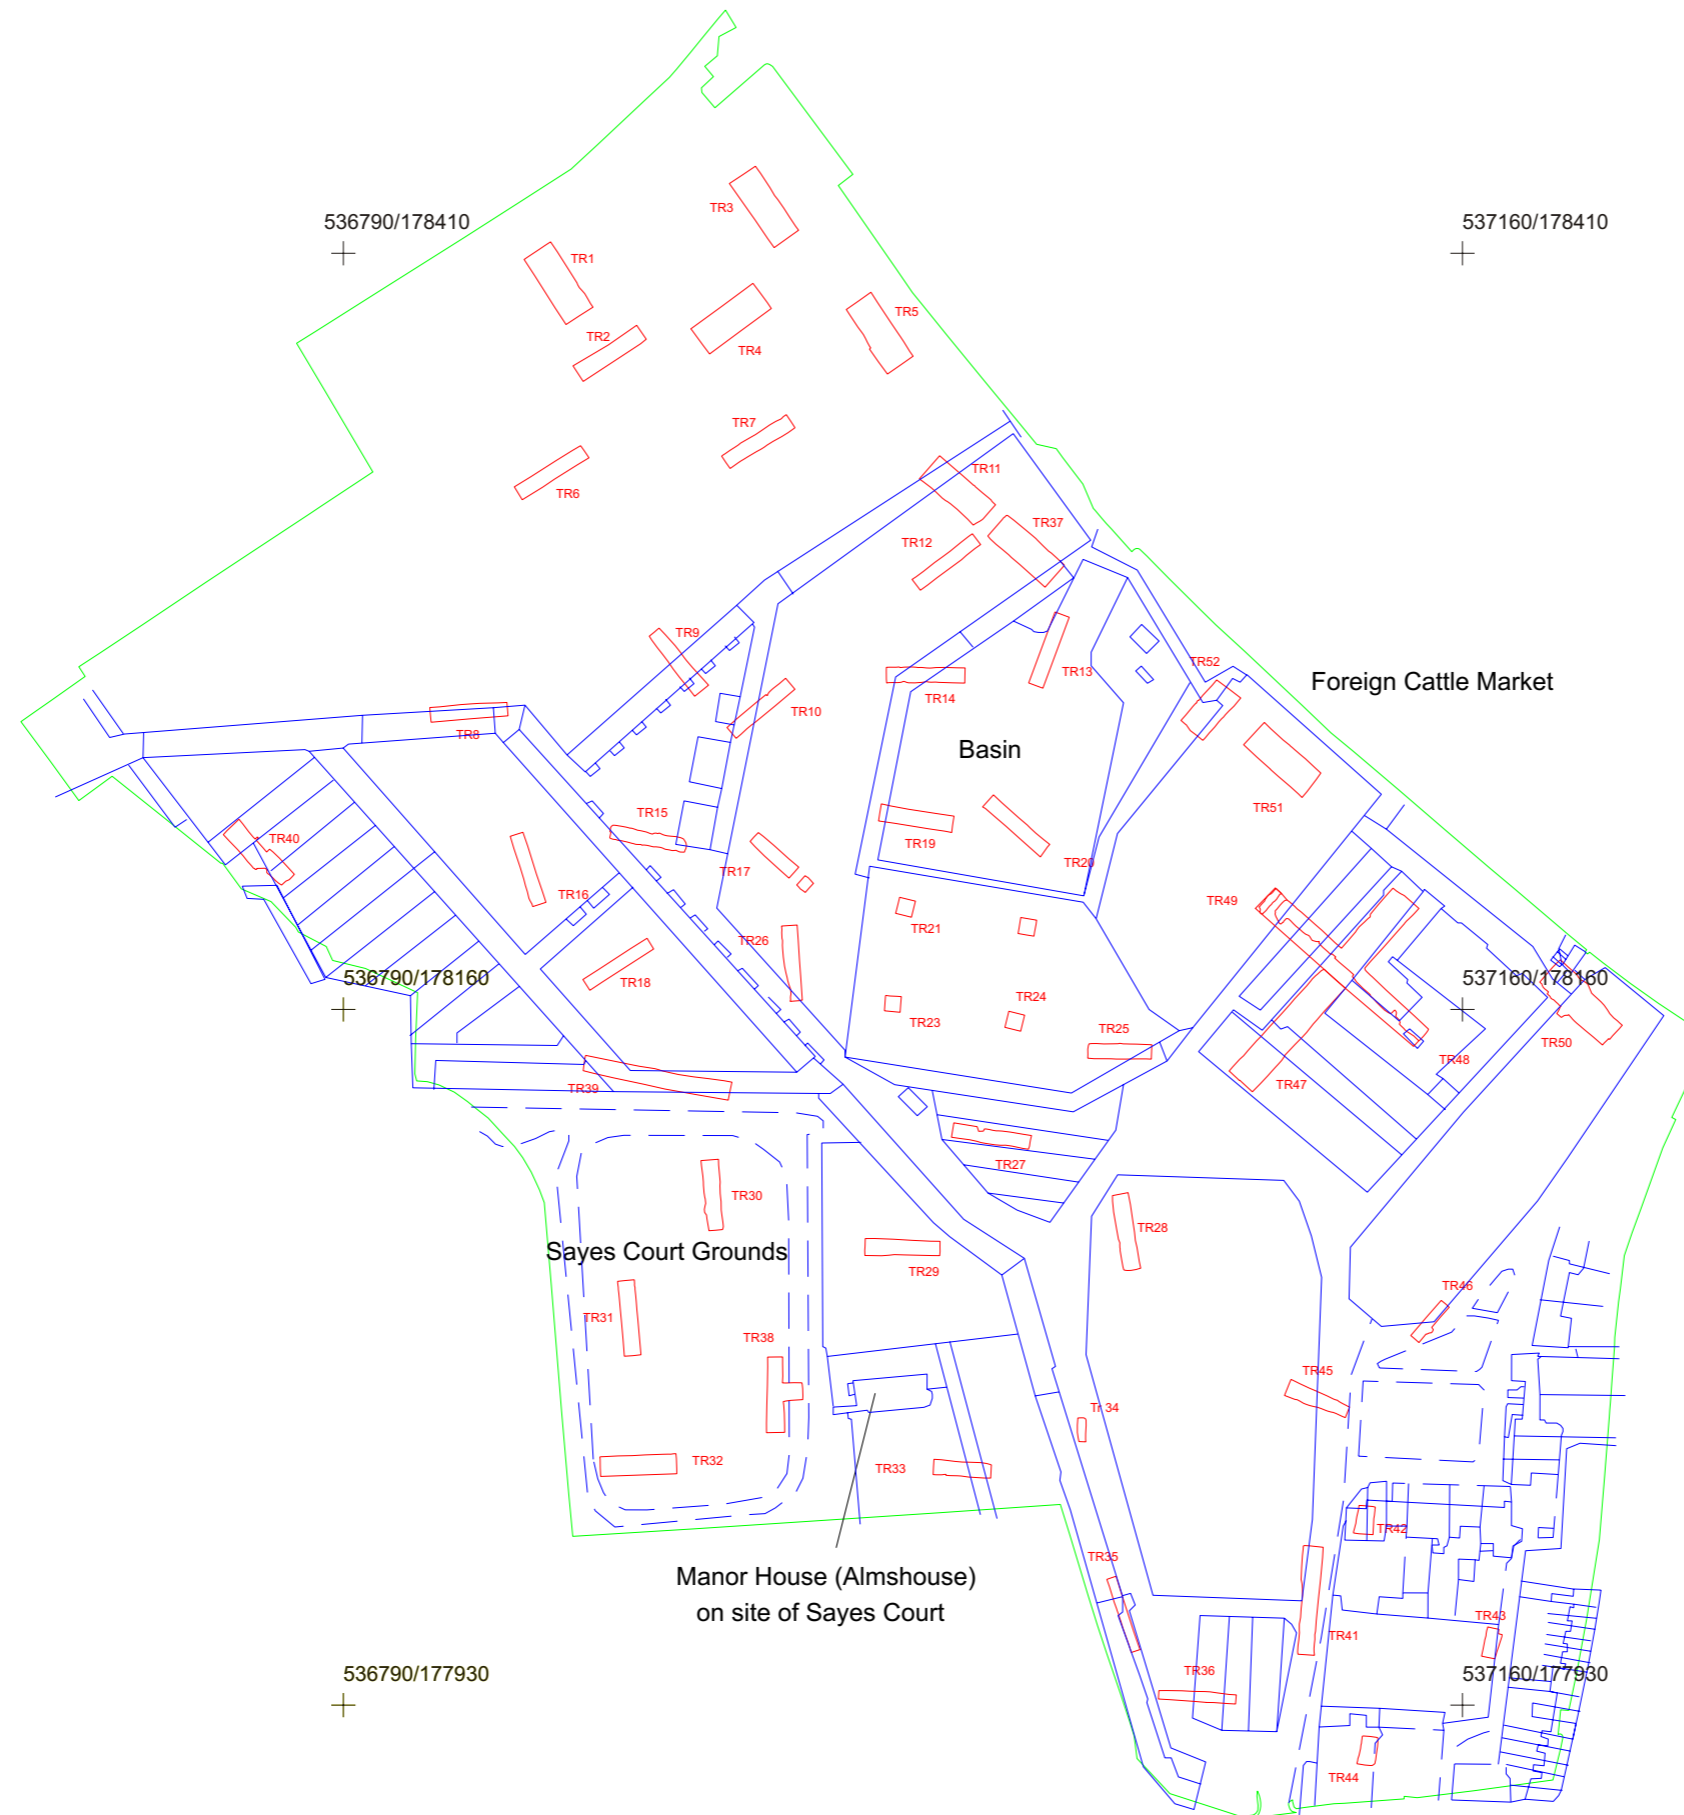 TR3
536790/178410
537160/178410
TR1
TR5
TR2
TR4
TR7
TR11
TR6
TR37
TR12
TR9
TR52
TR13
Foreign Cattle Market
TR14
TR10
TR8
Basin
TR51
TR15
TR40
TR19
TR20
TR17
TR16
TR49
TR21
TR26
536790/178160
TR18
537160/178160
TR24
TR23
TR25
TR50
TR48
TR39
TR47
TR27
TR30
TR28
Sayes Court Grounds
TR29
TR46
TR31
TR38
TR45
Tr 34
TR32
TR33
TR42
TR35
Manor House (Almshouse)
on site of Sayes Court
TR43
TR41
TR36
536790/177930
537160/177930
TR44